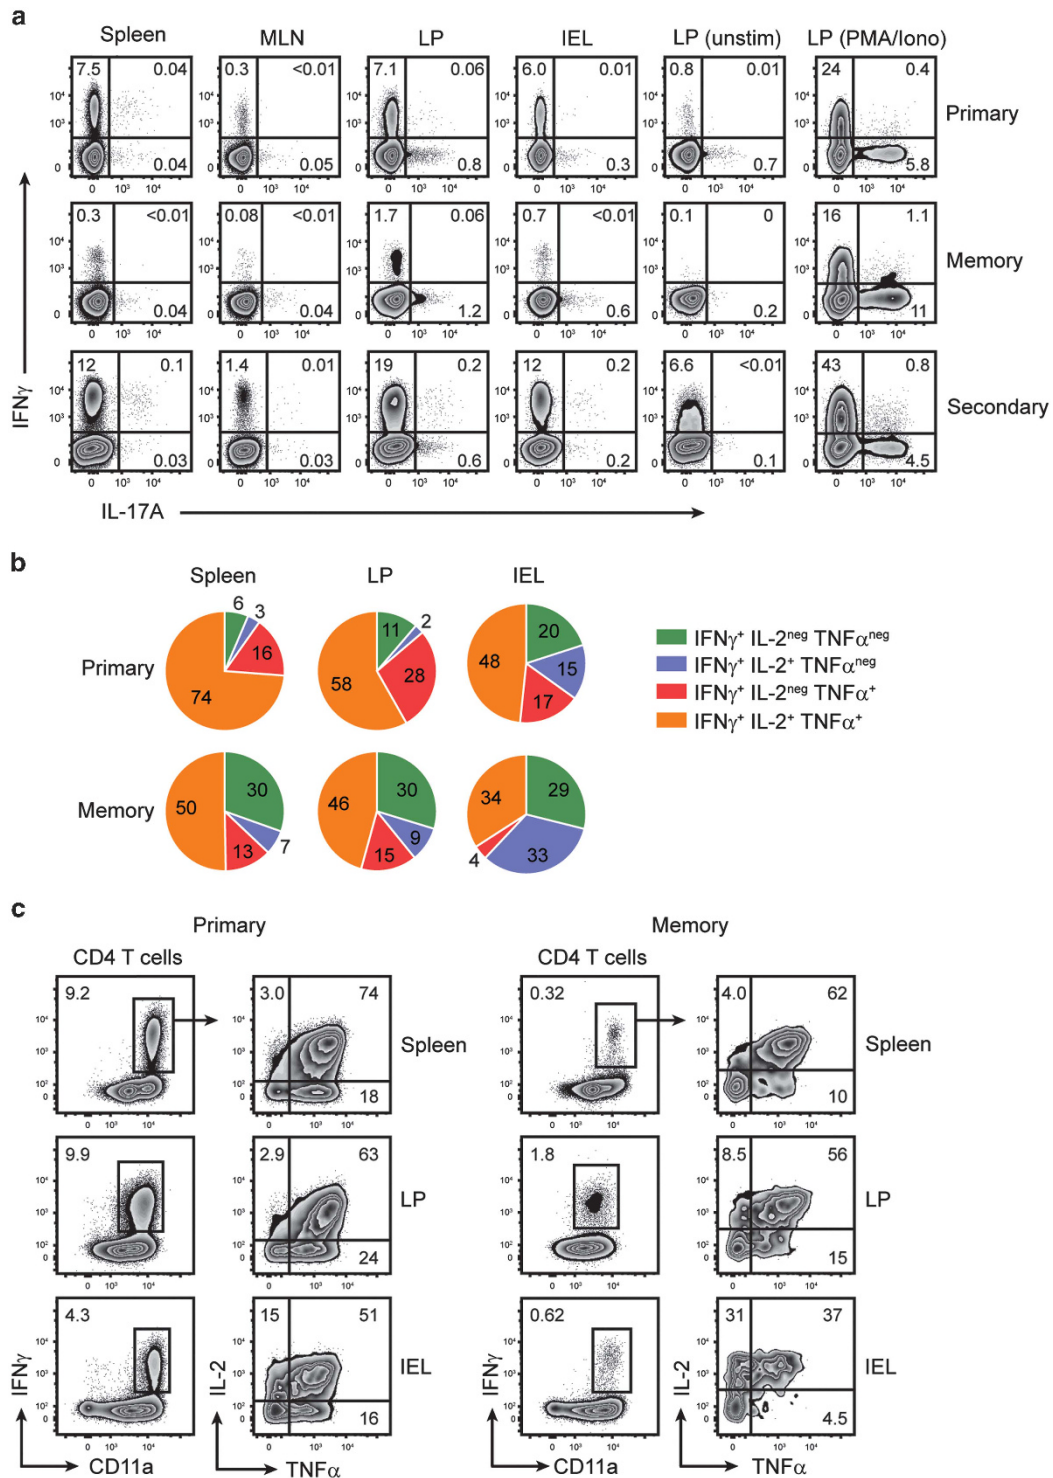 a
Spleen MLN LP IEL LP (unstim) LP (PMA/Iono)
7.5 0.04 0.3 <0.01 7.1 0.06 6.0 0.01 0.8 0.01 24 0.4
Primary
0.04 0.05 0.8 0.3 0.7 5.8
0.3 <0.01 0.08 <0.01 1.7 0.06 0.7 <0.01 0.1 0 16 1.1
Memory
0.04 0.04 1.2 0.6 0.2 11
12 0.1 1.4 0.01 19 0.2 12 0.2 6.6 <0.01 43 0.8
Secondary
0.03 0.03 0.6 0.2 0.1 4.5
IFNγ
IL-17A
b
Spleen LP IEL
Primary
6 3 16 74
11 2 28 58
20 15 17 48
IFNγ⁺ IL-2ⁿᵉᵍ TNFαⁿᵉᵍ
IFNγ⁺ IL-2⁺ TNFαⁿᵉᵍ
IFNγ⁺ IL-2ⁿᵉᵍ TNFα⁺
IFNγ⁺ IL-2⁺ TNFα⁺
Memory
30 7 13 50
30 9 15 46
29 33 4 34
c
Primary Memory
CD4 T cells CD4 T cells
9.2 3.0 74 18 Spleen 0.32 4.0 62 10 Spleen
9.9 2.9 63 24 LP 1.8 8.5 56 15 LP
4.3 15 51 16 IEL 0.62 31 37 4.5 IEL
IFNγ IL-2 IFNγ IL-2
CD11a TNFα CD11a TNFα